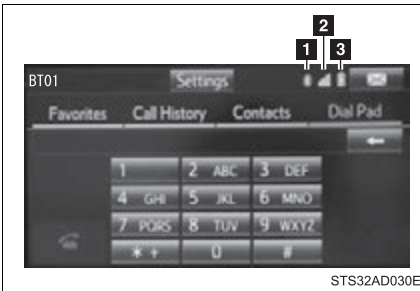 2
1 3
BT01 Settings
Favorites Call History Contacts Dial Pad
1 2 ABC 3 DEF
4 GHI 5 JKL 6 MNO
7 PQRS 8 TUV 9 WXYZ
* + 0 #
STS32AD030E